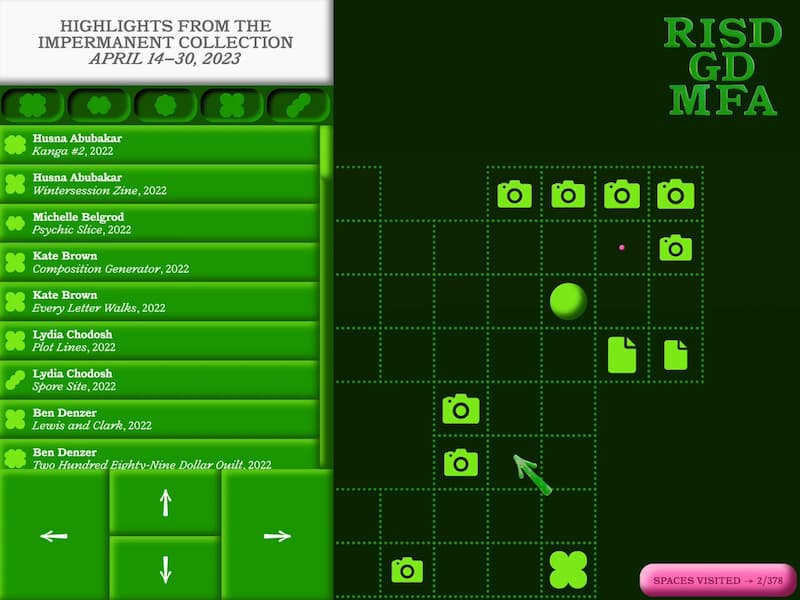 HIGHLIGHTS FROM THE
IMPERMANENT COLLECTION
APRIL 14–30, 2023
RISD
GD
MFA
Husna Abubakar
Kanga #2, 2022
Husna Abubakar
Wintersession Zine, 2022
Michelle Belgrod
Psychic Slice, 2022
Kate Brown
Composition Generator, 2022
Kate Brown
Every Letter Walks, 2022
Lydia Chodosh
Plot Lines, 2022
Lydia Chodosh
Spore Site, 2022
Ben Denzer
Lewis and Clark, 2022
Ben Denzer
Two Hundred Eighty-Nine Dollar Quilt, 2022
SPACES VISITED → 2/378